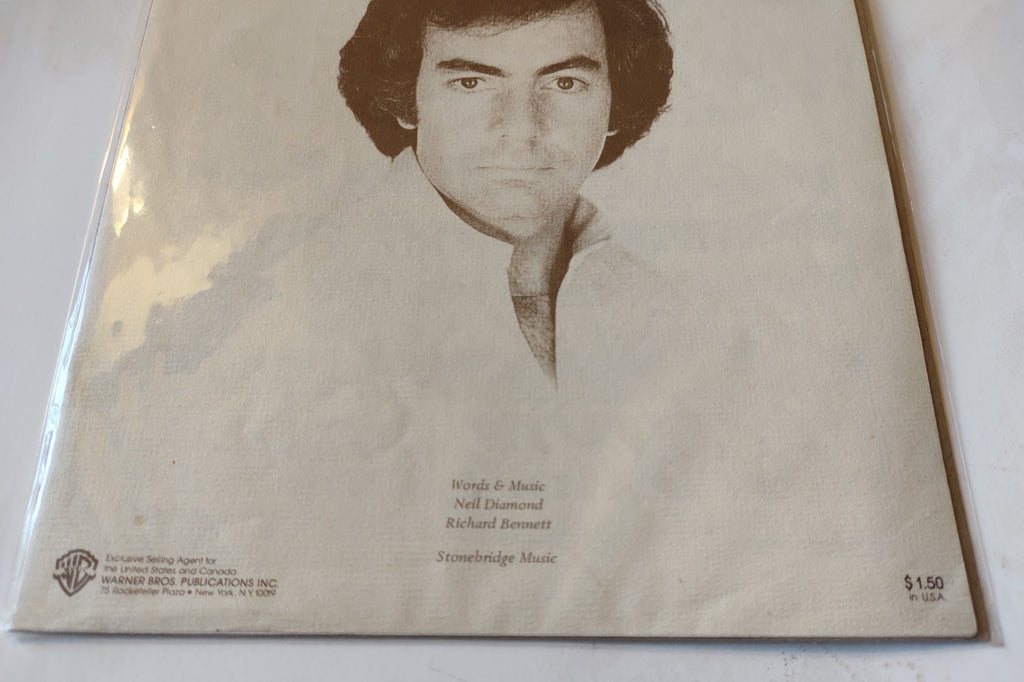 Words & Music
Neil Diamond
Richard Bennett
Stonebridge Music
Exclusive Selling Agent for
the United States and Canada
WARNER BROS. PUBLICATIONS INC.
75 Rockefeller Plaza • New York, N.Y. 10019
$1.50
in U.S.A.